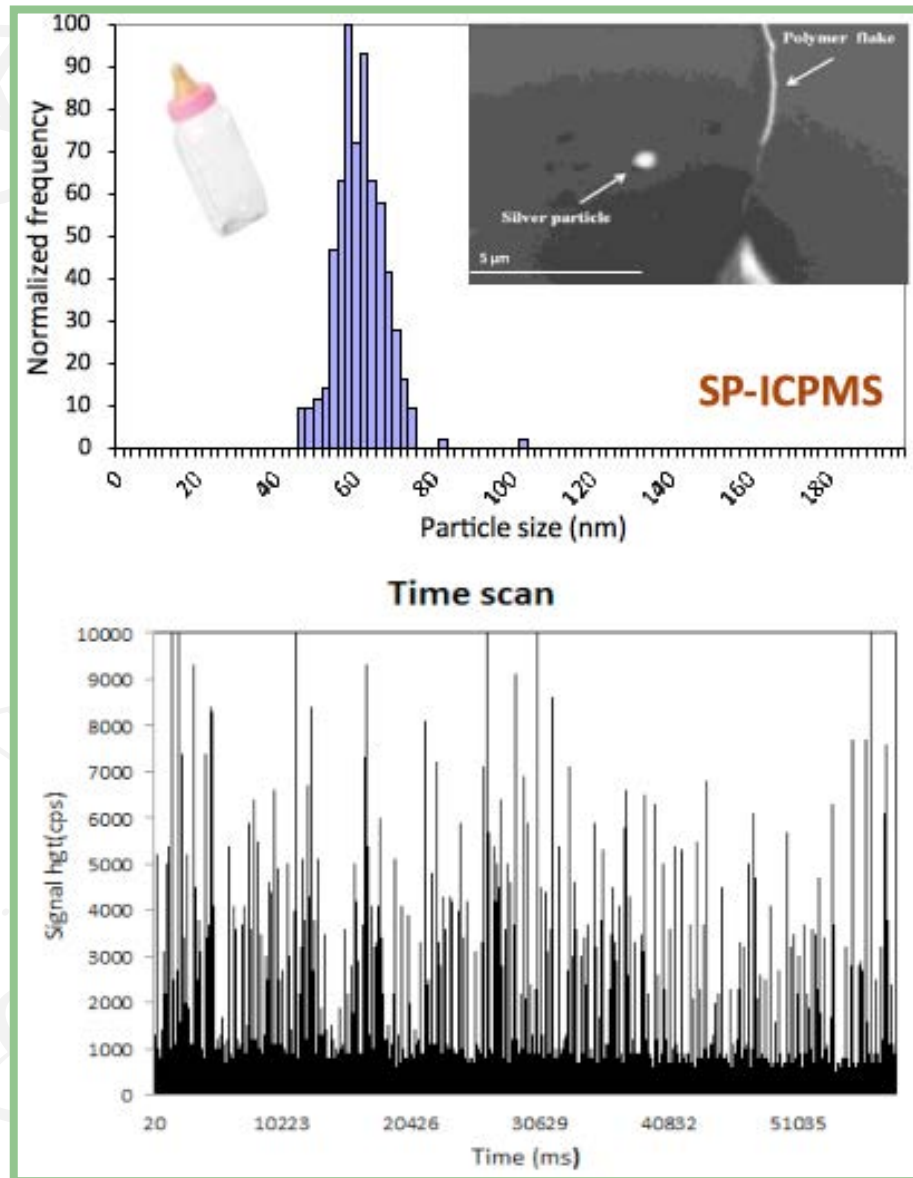 100
90
80
70
60
50
40
30
20
10
0
Normalized frequency
0 20 40 60 80 100 120 140 160 180
Particle size (nm)
Polymer flake
Silver particle
5 µm
SP-ICPMS
Time scan
10000
9000
8000
7000
6000
5000
4000
3000
2000
1000
0
Signal hgt(cps)
20 10223 20426 30629 40832 51035
Time (ms)